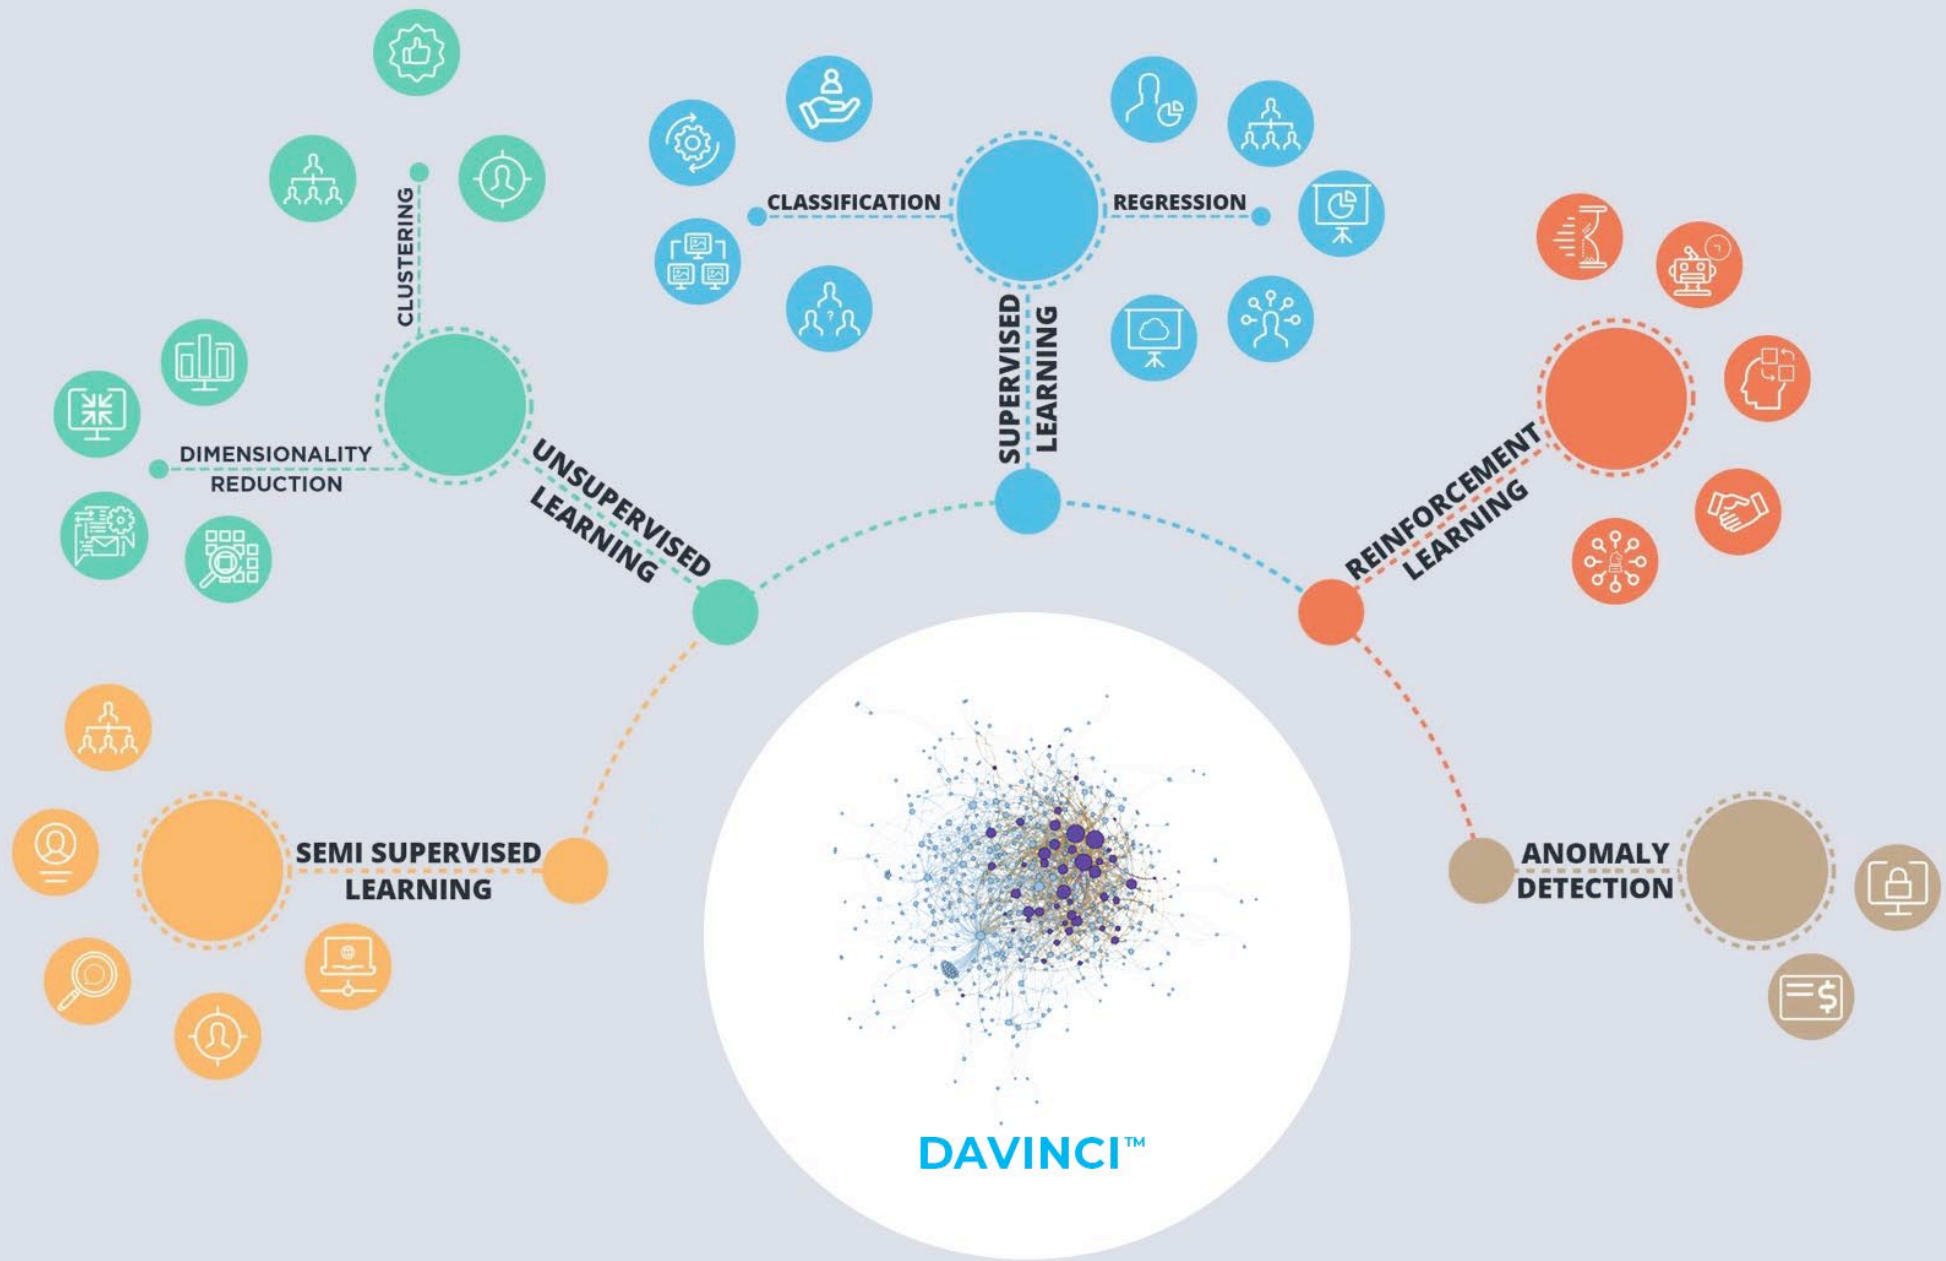 CLUSTERING
DIMENSIONALITY
REDUCTION
UNSUPERVISED
LEARNING
CLASSIFICATION
REGRESSION
SUPERVISED
LEARNING
REINFORCEMENT
LEARNING
SEMI SUPERVISED
LEARNING
ANOMALY
DETECTION
?
$
DAVINCI™